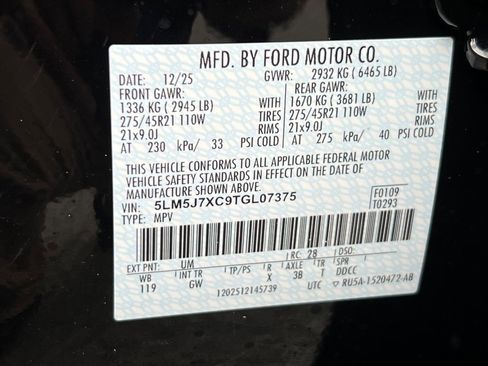 MFD. BY FORD MOTOR CO.
DATE: 12/25 GVWR: 2932 KG ( 6465 LB)
FRONT GAWR: REAR GAWR:
1336 KG ( 2945 LB) WITH 1670 KG ( 3681 LB) WITH
275/45R21 110W TIRES 275/45R21 110W TIRES
21x9.0J RIMS 21x9.0J RIMS
AT 230 kPa/ 33 PSI COLD AT 275 kPa/ 40 PSI COLD
THIS VEHICLE CONFORMS TO ALL APPLICABLE FEDERAL MOTOR
VEHICLE SAFETY STANDARDS IN EFFECT ON THE DATE OF
MANUFACTURE SHOWN ABOVE.
VIN: 5LM5J7XC9TGL07375 F0109
TYPE: MPV T0293
EXT PNT: UM RC: 28 DSO:
WB INT TR TP/PS R AXLE TR SPR
119 GW X 38 T DDCC
1202512145739 UTC ▽ RU5A-1520472-AB